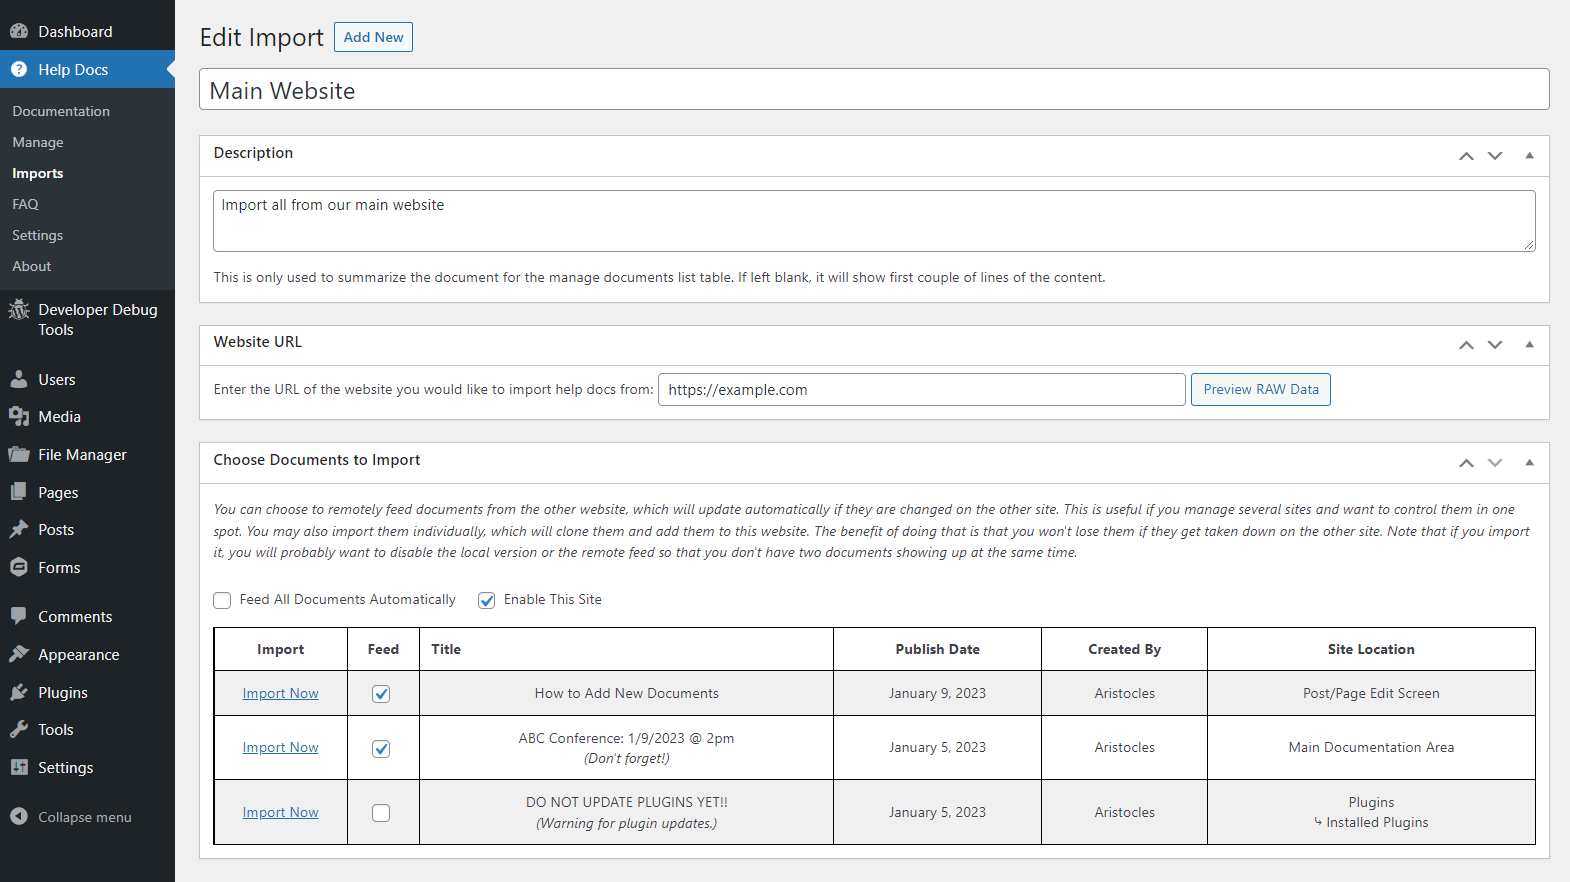 Dashboard
Help Docs
Documentation
Manage
Imports
FAQ
Settings
About
Developer Debug
Tools
Users
Media
File Manager
Pages
Posts
Forms
Comments
Appearance
Plugins
Tools
Settings
Collapse menu
Edit Import Add New
Main Website
Description
Import all from our main website
This is only used to summarize the document for the manage documents list table. If left blank, it will show first couple of lines of the content.
Website URL
Enter the URL of the website you would like to import help docs from: https://example.com Preview RAW Data
Choose Documents to Import
You can choose to remotely feed documents from the other website, which will update automatically if they are changed on the other site. This is useful if you manage several sites and want to control them in one
spot. You may also import them individually, which will clone them and add them to this website. The benefit of doing that is that you won't lose them if they get taken down on the other site. Note that if you import
it, you will probably want to disable the local version or the remote feed so that you don't have two documents showing up at the same time.
Feed All Documents Automatically Enable This Site
Import Feed Title Publish Date Created By Site Location
Import Now How to Add New Documents January 9, 2023 Aristocles Post/Page Edit Screen
Import Now ABC Conference: 1/9/2023 @ 2pm January 5, 2023 Aristocles Main Documentation Area
(Don't forget!)
Import Now DO NOT UPDATE PLUGINS YET!! January 5, 2023 Aristocles Plugins
(Warning for plugin updates.) ↳ Installed Plugins